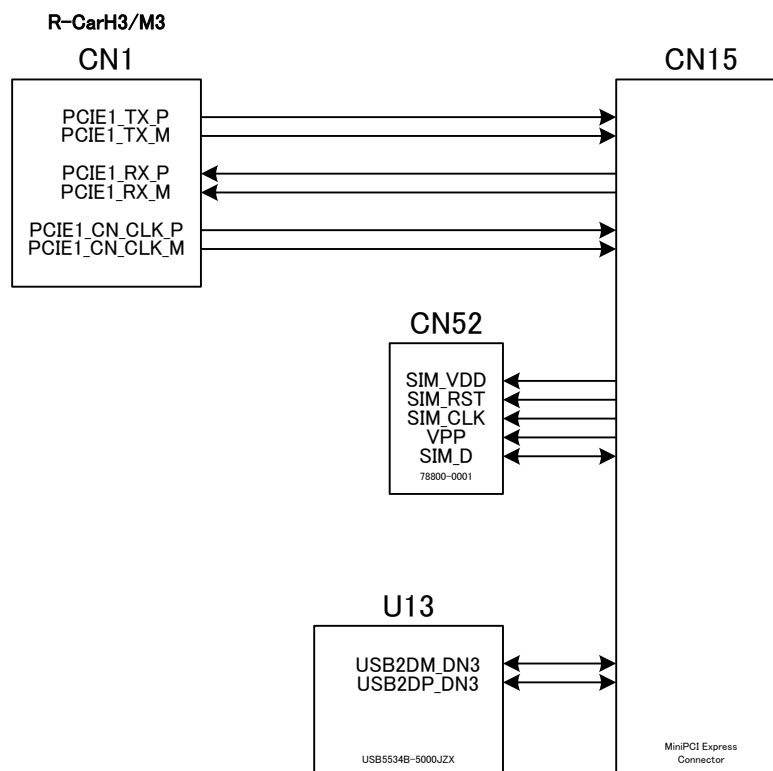 R-CarH3/M3
CN1
CN15
PCIE1_TX_P
PCIE1_TX_M
PCIE1_RX_P
PCIE1_RX_M
PCIE1_CN_CLK_P
PCIE1_CN_CLK_M
CN52
SIM_VDD
SIM_RST
SIM_CLK
VPP
SIM_D
78800-0001
U13
USB2DM_DN3
USB2DP_DN3
USB5534B-5000JZX
MiniPCI Express
Connector